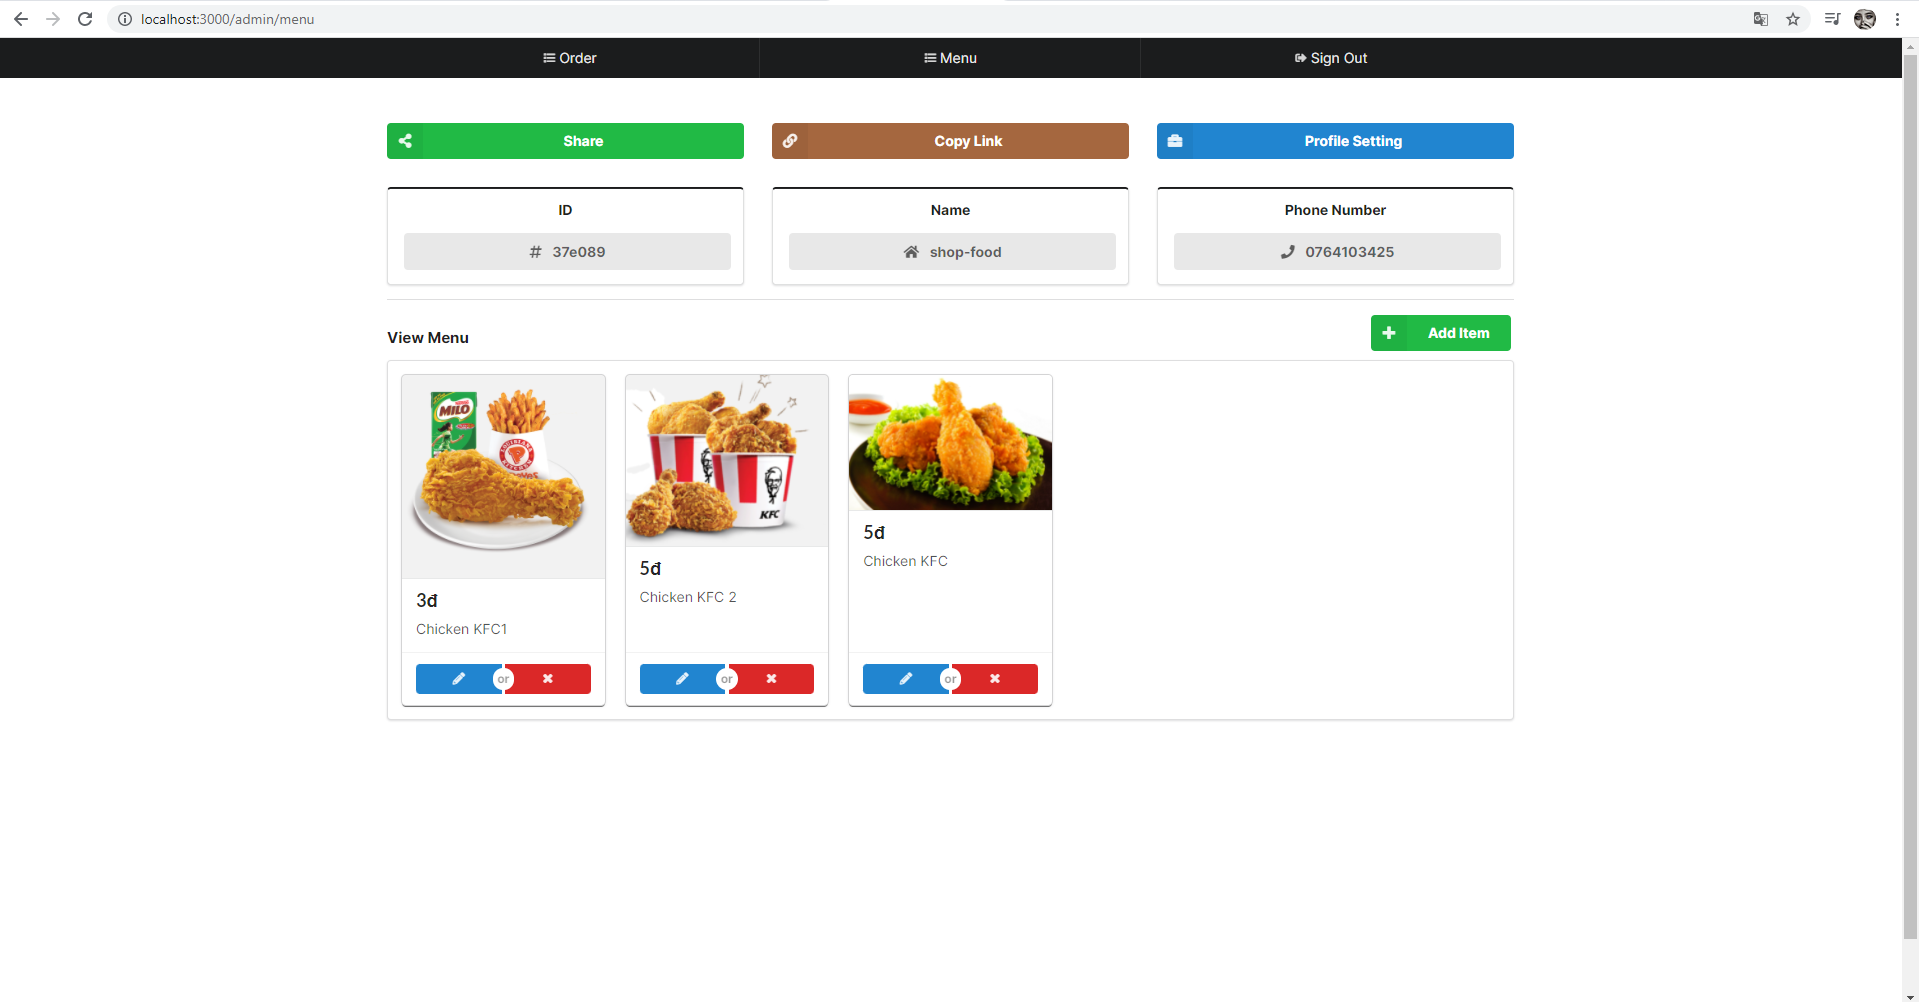 localhost:3000/admin/menu
Order
Menu
Sign Out
Share
Copy Link
Profile Setting
ID
Name
Phone Number
37e089
shop-food
0764103425
View Menu
Add Item
MILO
KFC
3đ
Chicken KFC1
5đ
Chicken KFC 2
5đ
Chicken KFC
or
or
or